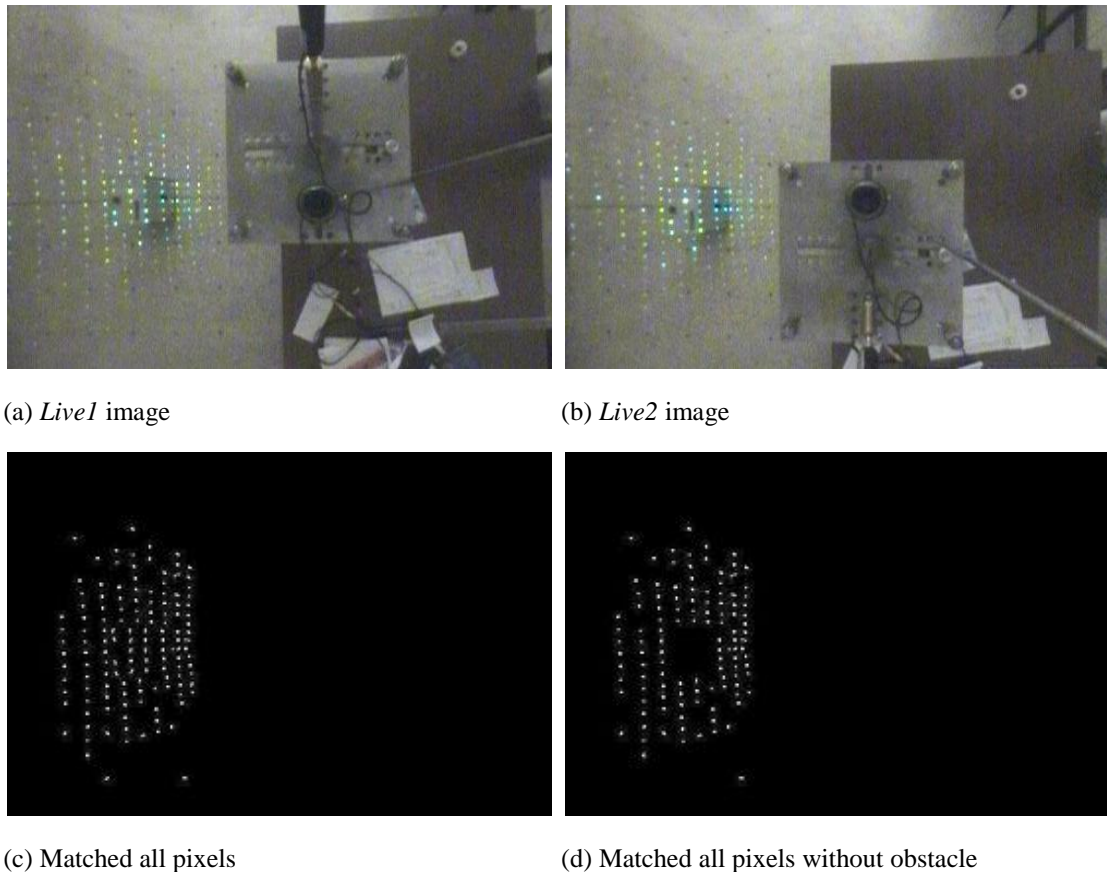 (a) Live1 image
(b) Live2 image
(c) Matched all pixels
(d) Matched all pixels without obstacle